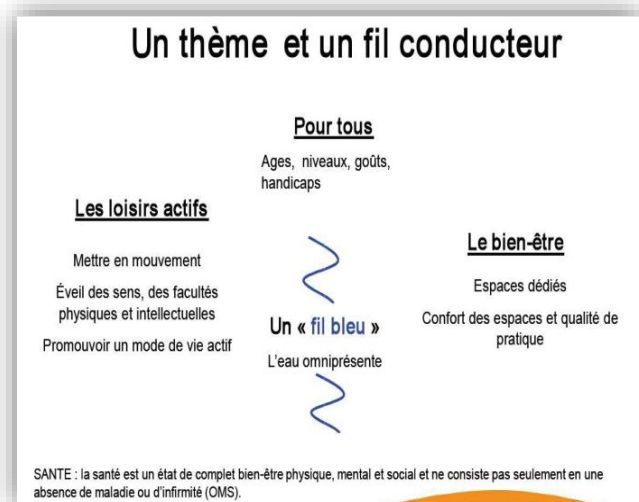 Un thème et un fil conducteur
Pour tous
Ages, niveaux, goûts,
handicaps
Les loisirs actifs
Mettre en mouvement
Éveil des sens, des facultés
physiques et intellectuelles
Promouvoir un mode de vie actif
Un « fil bleu »
L'eau omniprésente
Le bien-être
Espaces dédiés
Confort des espaces et qualité de
pratique
SANTE : la santé est un état de complet bien-être physique, mental et social et ne consiste pas seulement en une
absence de maladie ou d'infirmité (OMS).